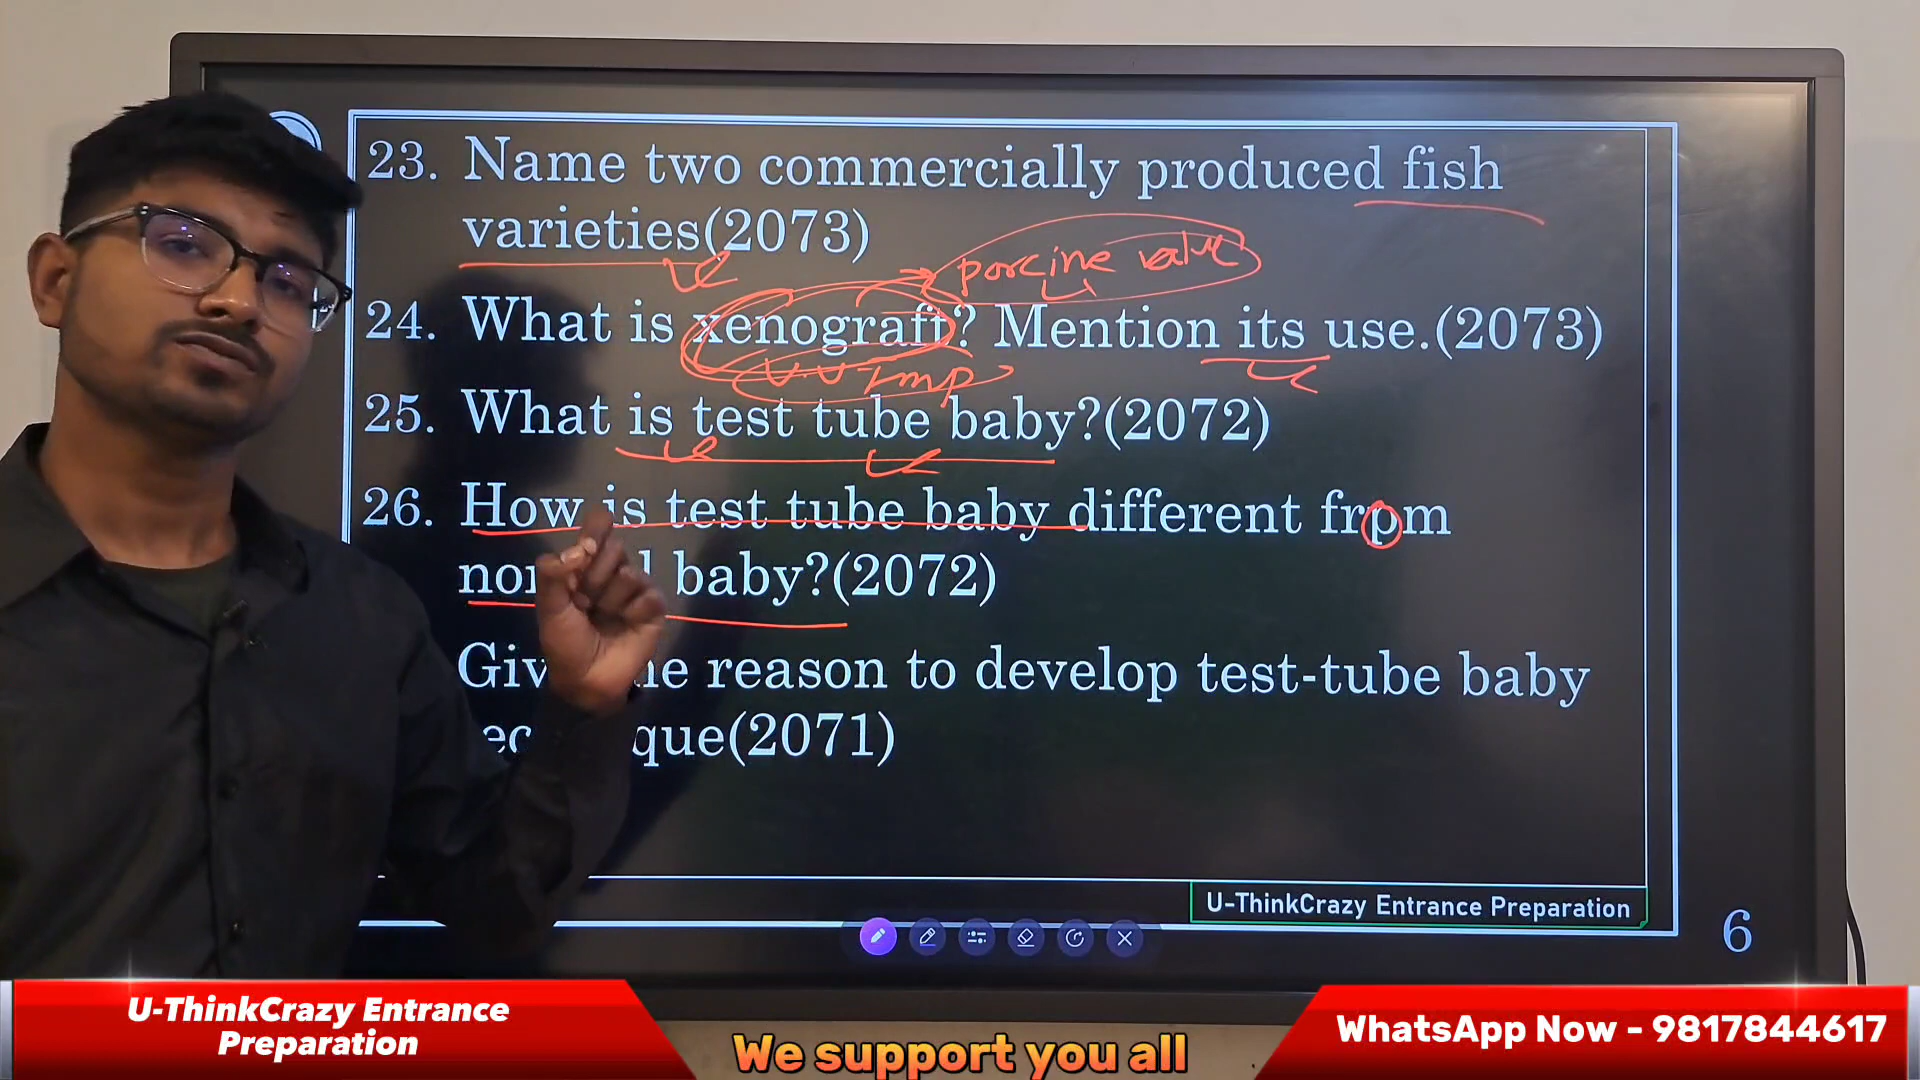 23. Name two commercially produced fish
varieties(2073)
porcine valve
24. What is xenograft? Mention its use.(2073)
v.v imp
25. What is test tube baby?(2072)
26. How is test tube baby different frpm
baby?(2072)
reason to develop test-tube baby
(2071)
U-ThinkCrazy Entrance Preparation
6
U-ThinkCrazy Entrance
Preparation
We support you all
WhatsApp Now - 9817844617